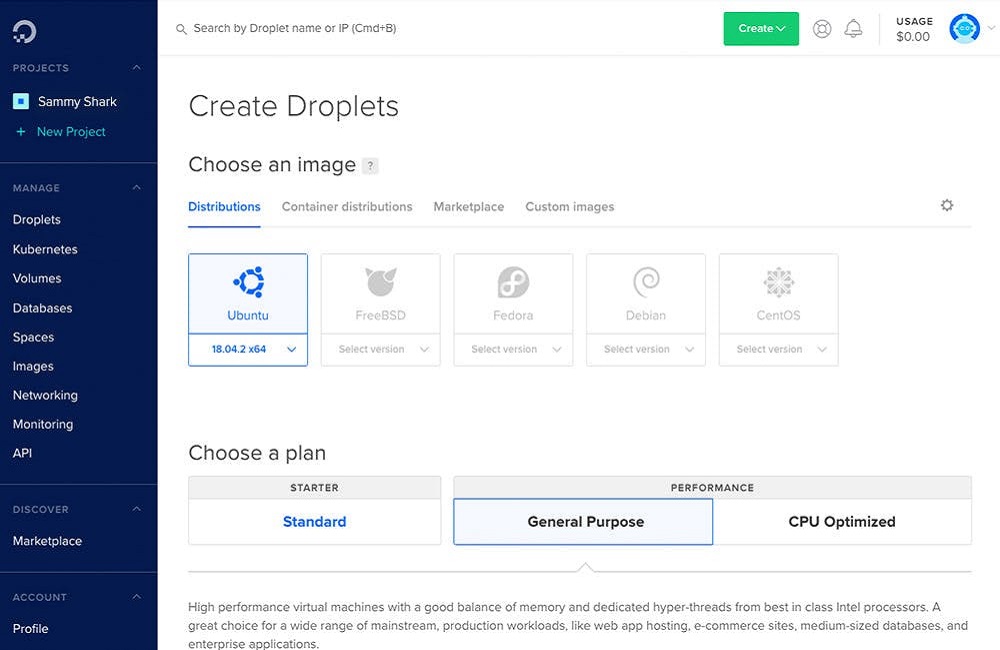 Search by Droplet name or IP (Cmd+B)
Create
USAGE
$0.00
PROJECTS
Sammy Shark
+ New Project
MANAGE
Droplets
Kubernetes
Volumes
Databases
Spaces
Images
Networking
Monitoring
API
DISCOVER
Marketplace
ACCOUNT
Profile
Create Droplets
Choose an image ?
Distributions Container distributions Marketplace Custom images
Ubuntu FreeBSD Fedora Debian CentOS
18.04.2 x64 Select version Select version Select version Select version
Choose a plan
STARTER PERFORMANCE
Standard General Purpose CPU Optimized
High performance virtual machines with a good balance of memory and dedicated hyper-threads from best in class Intel processors. A
great choice for a wide range of mainstream, production workloads, like web app hosting, e-commerce sites, medium-sized databases, and
enterprise applications.